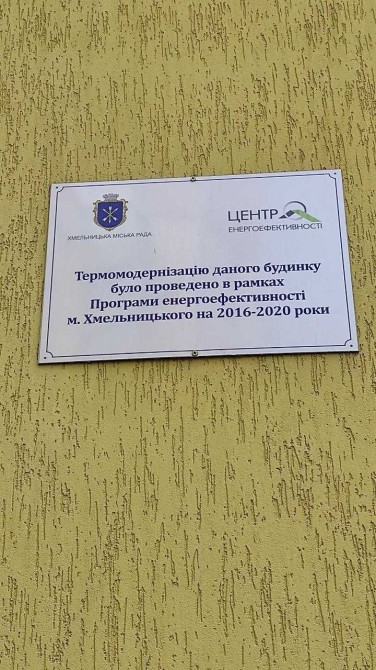 ХМЕЛЬНИЦЬКА МІСЬКА РАДА
ЦЕНТР
ЕНЕРГОЕФЕКТИВНОСТІ
Термомодернізацію даного будинку
було проведено в рамках
Програми енергоефективності
м. Хмельницького на 2016-2020 роки